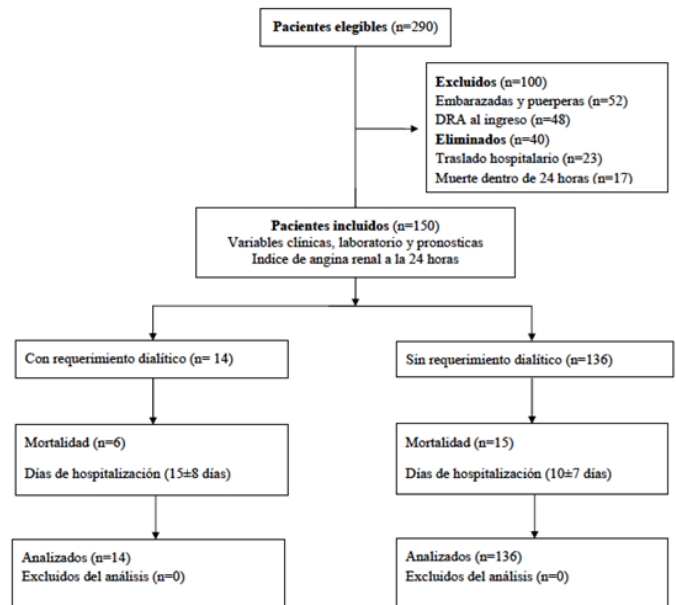 Pacientes elegibles (n=290)
Excluidos (n=100)
Embarazadas y puerperas (n=52)
DRA al ingreso (n=48)
Eliminados (n=40)
Traslado hospitalario (n=23)
Muerte dentro de 24 horas (n=17)
Pacientes incluidos (n=150)
Variables clínicas, laboratorio y pronosticas
Indice de angina renal a la 24 horas
Con requerimiento dialítico (n= 14)
Sin requerimiento dialítico (n=136)
Mortalidad (n=6)
Días de hospitalización (15±8 días)
Mortalidad (n=15)
Días de hospitalización (10±7 días)
Analizados (n=14)
Excluidos del análisis (n=0)
Analizados (n=136)
Excluidos del análisis (n=0)